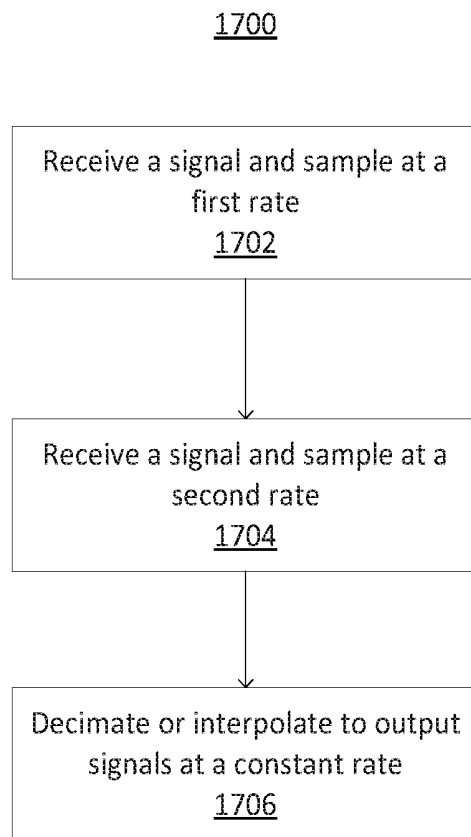 1700
Receive a signal and sample at a
first rate
1702
Receive a signal and sample at a
second rate
1704
Decimate or interpolate to output
signals at a constant rate
1706